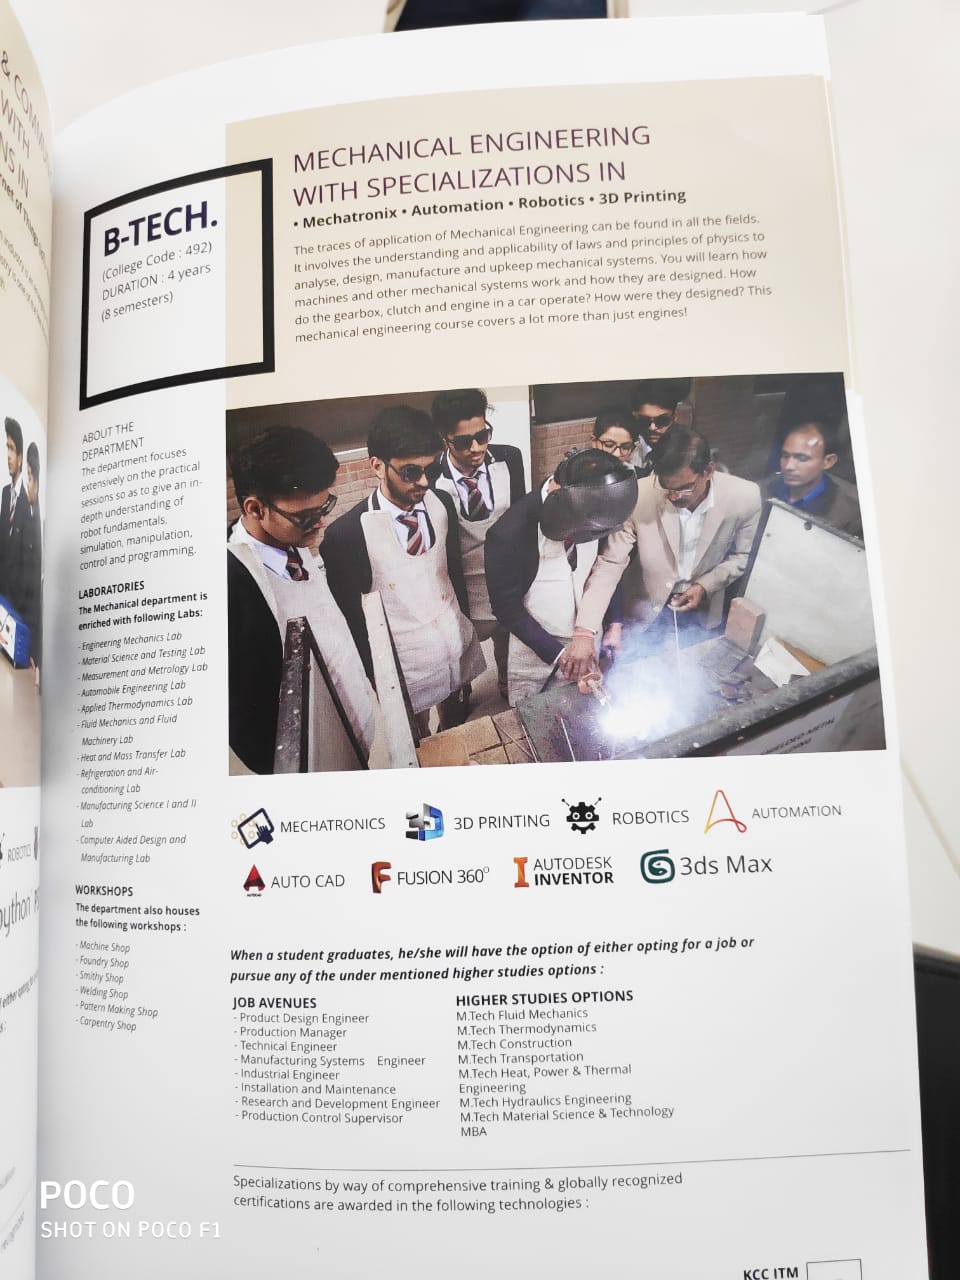 & COMMU
WITH
NS IN
MECHANICAL ENGINEERING
WITH SPECIALIZATIONS IN
• Mechatronix • Automation • Robotics • 3D Printing
B-TECH.
(College Code : 492)
DURATION : 4 years
(8 semesters)
The traces of application of Mechanical Engineering can be found in all the fields.
It involves the understanding and applicability of laws and principles of physics to
analyse, design, manufacture and upkeep mechanical systems. You will learn how
machines and other mechanical systems work and how they are designed. How
do the gearbox, clutch and engine in a car operate? How were they designed? This
mechanical engineering course covers a lot more than just engines!
ABOUT THE
DEPARTMENT
The department focuses
extensively on the practical
sessions so as to give an in-
depth understanding of
robot fundamentals,
simulation, manipulation,
control and programming.
LABORATORIES
The Mechanical department is
enriched with following Labs:
- Engineering Mechanics Lab
- Material Science and Testing Lab
- Measurement and Metrology Lab
- Automobile Engineering Lab
- Applied Thermodynamics Lab
- Fluid Mechanics and Fluid
Machinery Lab
- Heat and Mass Transfer Lab
- Refrigeration and Air-
conditioning Lab
- Manufacturing Science I and II
Lab
- Computer Aided Design and
Manufacturing Lab
WORKSHOPS
The department also houses
the following workshops :
- Machine Shop
- Foundry Shop
- Smithy Shop
- Welding Shop
- Pattern Making Shop
- Carpentry Shop
MECHATRONICS 3D PRINTING ROBOTICS AUTOMATION
AUTO CAD FUSION 360° AUTODESK INVENTOR 3ds Max
When a student graduates, he/she will have the option of either opting for a job or
pursue any of the under mentioned higher studies options :
JOB AVENUES
- Product Design Engineer
- Production Manager
- Technical Engineer
- Manufacturing Systems Engineer
- Industrial Engineer
- Installation and Maintenance
- Research and Development Engineer
- Production Control Supervisor
HIGHER STUDIES OPTIONS
M.Tech Fluid Mechanics
M.Tech Thermodynamics
M.Tech Construction
M.Tech Transportation
M.Tech Heat, Power & Thermal
Engineering
M.Tech Hydraulics Engineering
M.Tech Material Science & Technology
MBA
Specializations by way of comprehensive training & globally recognized
certifications are awarded in the following technologies :
KCC ITM
POCO
SHOT ON POCO F1